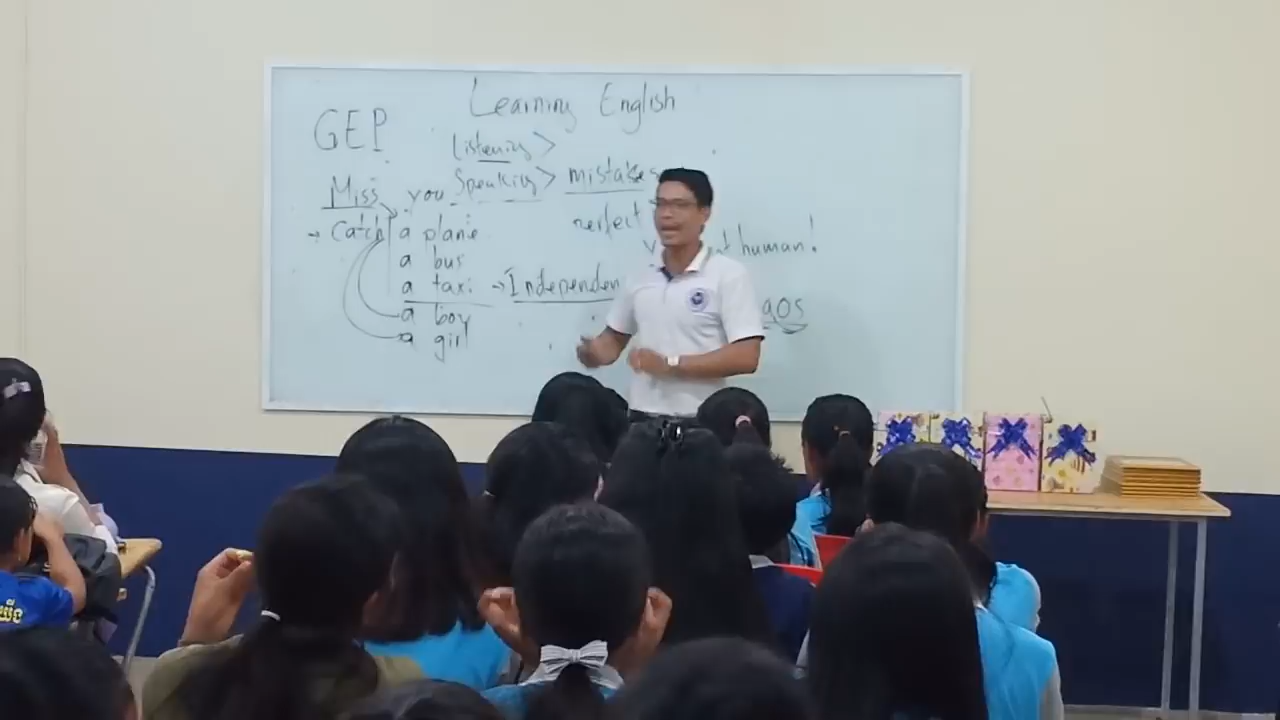 Learning English
GEP
Listening >
Miss you Speaking > mistakes
→ Catch a plane perfect
human!
a bus
a taxi → Independen
a boy
a girl